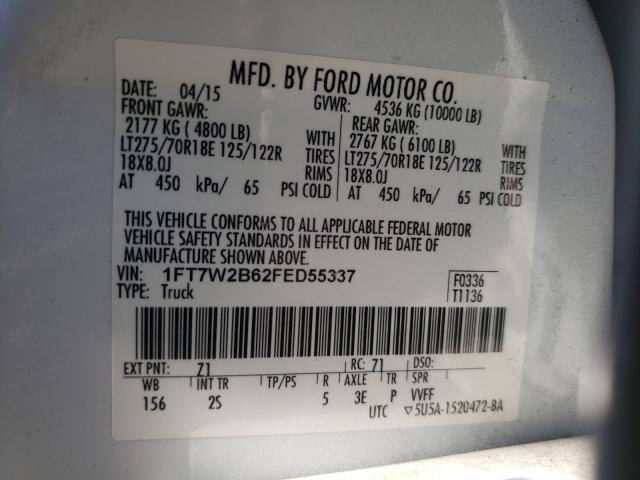 MFD. BY FORD MOTOR CO.
DATE: 04/15 GVWR: 4536 KG (10000 LB)
FRONT GAWR: REAR GAWR:
2177 KG ( 4800 LB) WITH 2767 KG ( 6100 LB) WITH
LT275/70R18E 125/122R TIRES LT275/70R18E 125/122R TIRES
18X8.0J RIMS 18X8.0J RIMS
AT 450 kPa/ 65 PSI COLD AT 450 kPa/ 65 PSI COLD
THIS VEHICLE CONFORMS TO ALL APPLICABLE FEDERAL MOTOR
VEHICLE SAFETY STANDARDS IN EFFECT ON THE DATE OF
MANUFACTURE SHOWN ABOVE.
VIN: 1FT7W2B62FED55337 F0336
TYPE: Truck T1136
EXT PNT: Z1 RC: 71 DSO:
WB INT TR TP/PS R AXLE TR SPR
156 2S 5 3E P VVFF
UTC ▽5U5A-1520472-BA